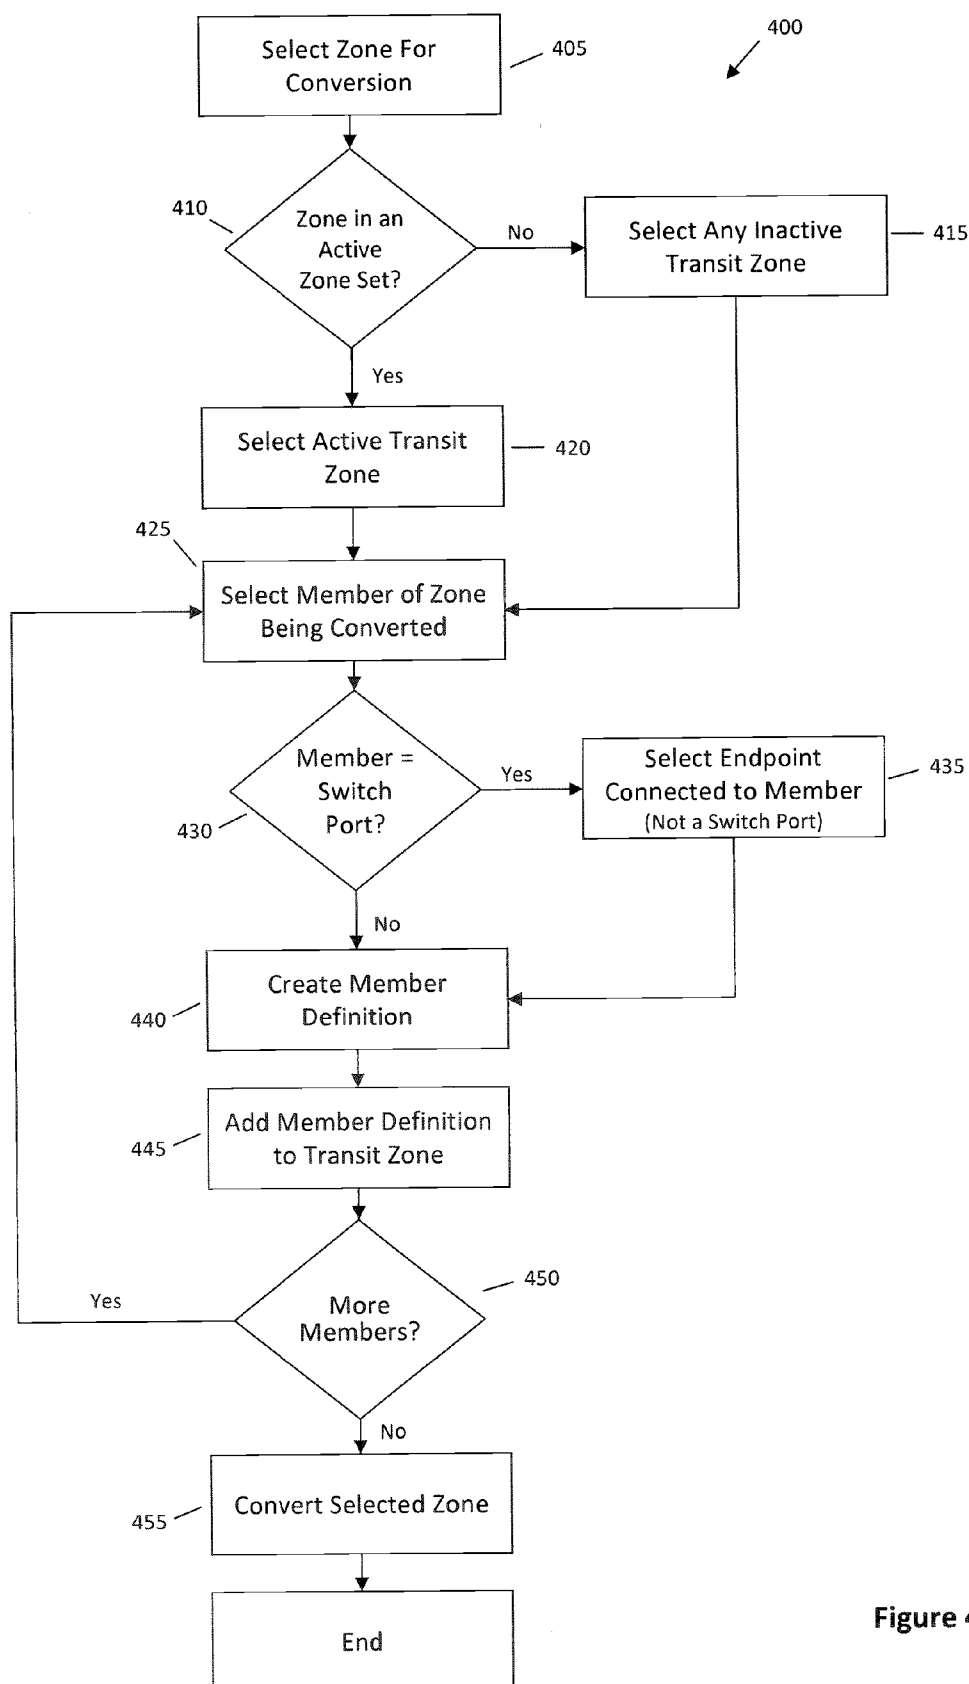 400
Select Zone For
Conversion
405
410
Zone in an
Active
Zone Set?
No
Select Any Inactive
Transit Zone
415
Yes
Select Active Transit
Zone
420
425
Select Member of Zone
Being Converted
Member =
Switch
Port?
430
Yes
Select Endpoint
Connected to Member
(Not a Switch Port)
435
No
Create Member
Definition
440
Add Member Definition
to Transit Zone
445
More
Members?
450
Yes
No
Convert Selected Zone
455
End
Figure 4